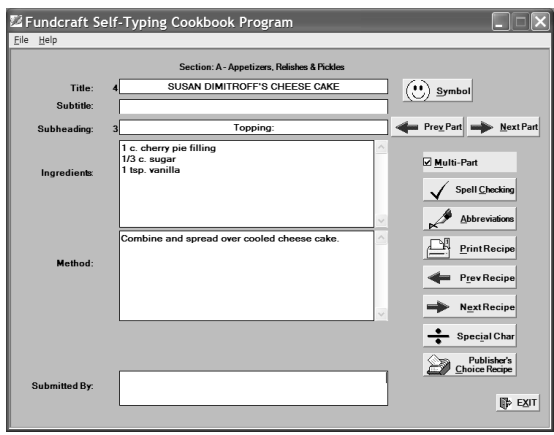 Fundcraft Self-Typing Cookbook Program
File Help
Section: A - Appetizers, Relishes & Pickles
Title: 4 SUSAN DIMITROFF'S CHEESE CAKE
Symbol
Subtitle:
Subheading: 3 Topping:
Prev Part
Next Part
Ingredients:
1 c. cherry pie filling
1/3 c. sugar
1 tsp. vanilla
Multi-Part
Spell Checking
Abbreviations
Print Recipe
Method:
Combine and spread over cooled cheese cake.
Prev Recipe
Next Recipe
Special Char
Publisher's
Choice Recipe
Submitted By:
EXIT